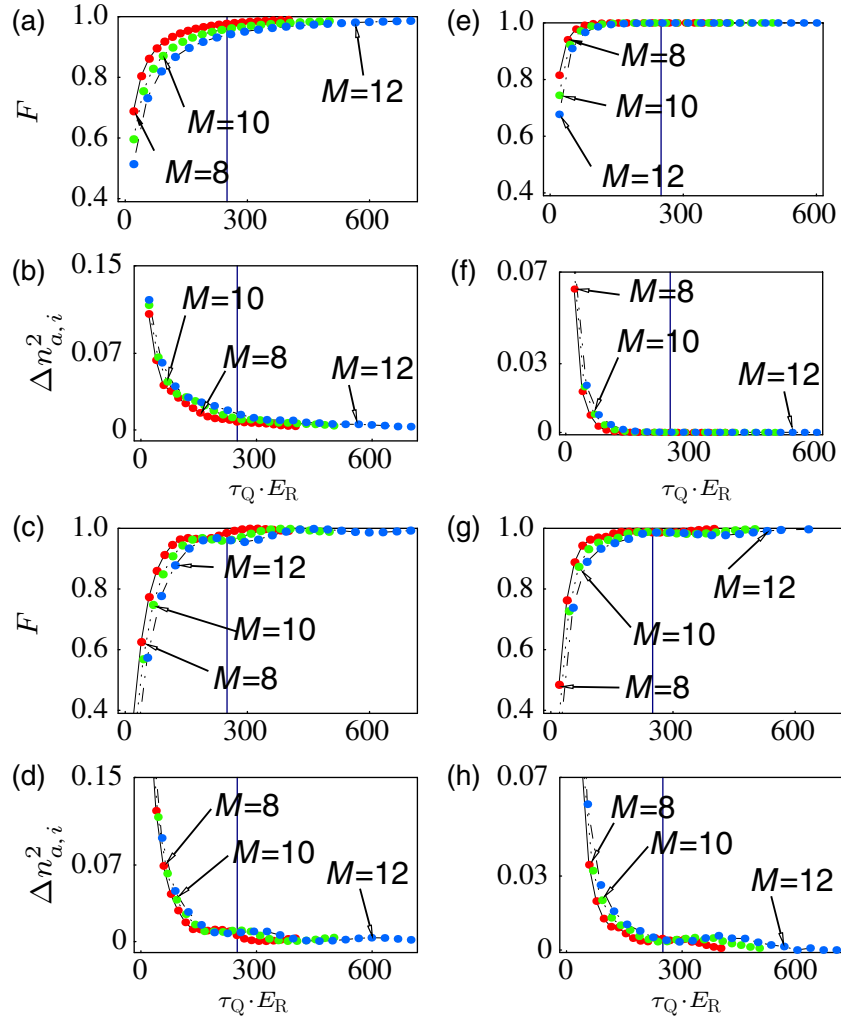 (a)
1.0
0.8
0.6
0.4
F
M=8
M=10
M=12
0
300
600
(b)
0.15
0.07
0
Δn²a,i
M=10
M=8
M=12
0
300
600
τQ·ER
(c)
1.0
0.8
0.6
0.4
F
M=12
M=10
M=8
0
300
600
(d)
0.15
0.07
0
Δn²a,i
M=8
M=10
M=12
0
300
600
τQ·ER
(e)
1.0
0.8
0.6
0.4
M=8
M=10
M=12
0
300
600
(f)
0.07
0.03
0
M=8
M=10
M=12
0
300
600
τQ·ER
(g)
1.0
0.8
0.6
0.4
M=12
M=10
M=8
0
300
600
(h)
0.07
0.03
0
M=8
M=10
M=12
0
300
600
τQ·ER